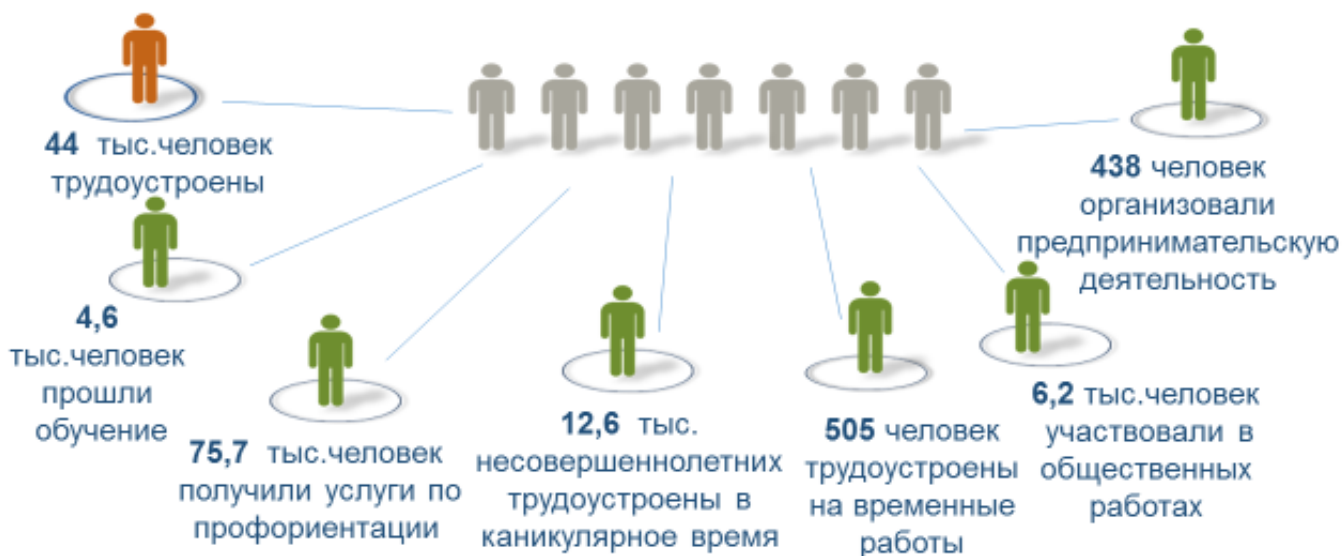 44 тыс.человек
трудоустроены
4,6
тыс.человек
прошли
обучение
75,7 тыс.человек
получили услуги по
профориентации
12,6 тыс.
несовершеннолетних
трудоустроены в
каникулярное время
505 человек
трудоустроены
на временные
работы
6,2 тыс.человек
участвовали в
общественных
работах
438 человек
организовали
предпринимательскую
деятельность